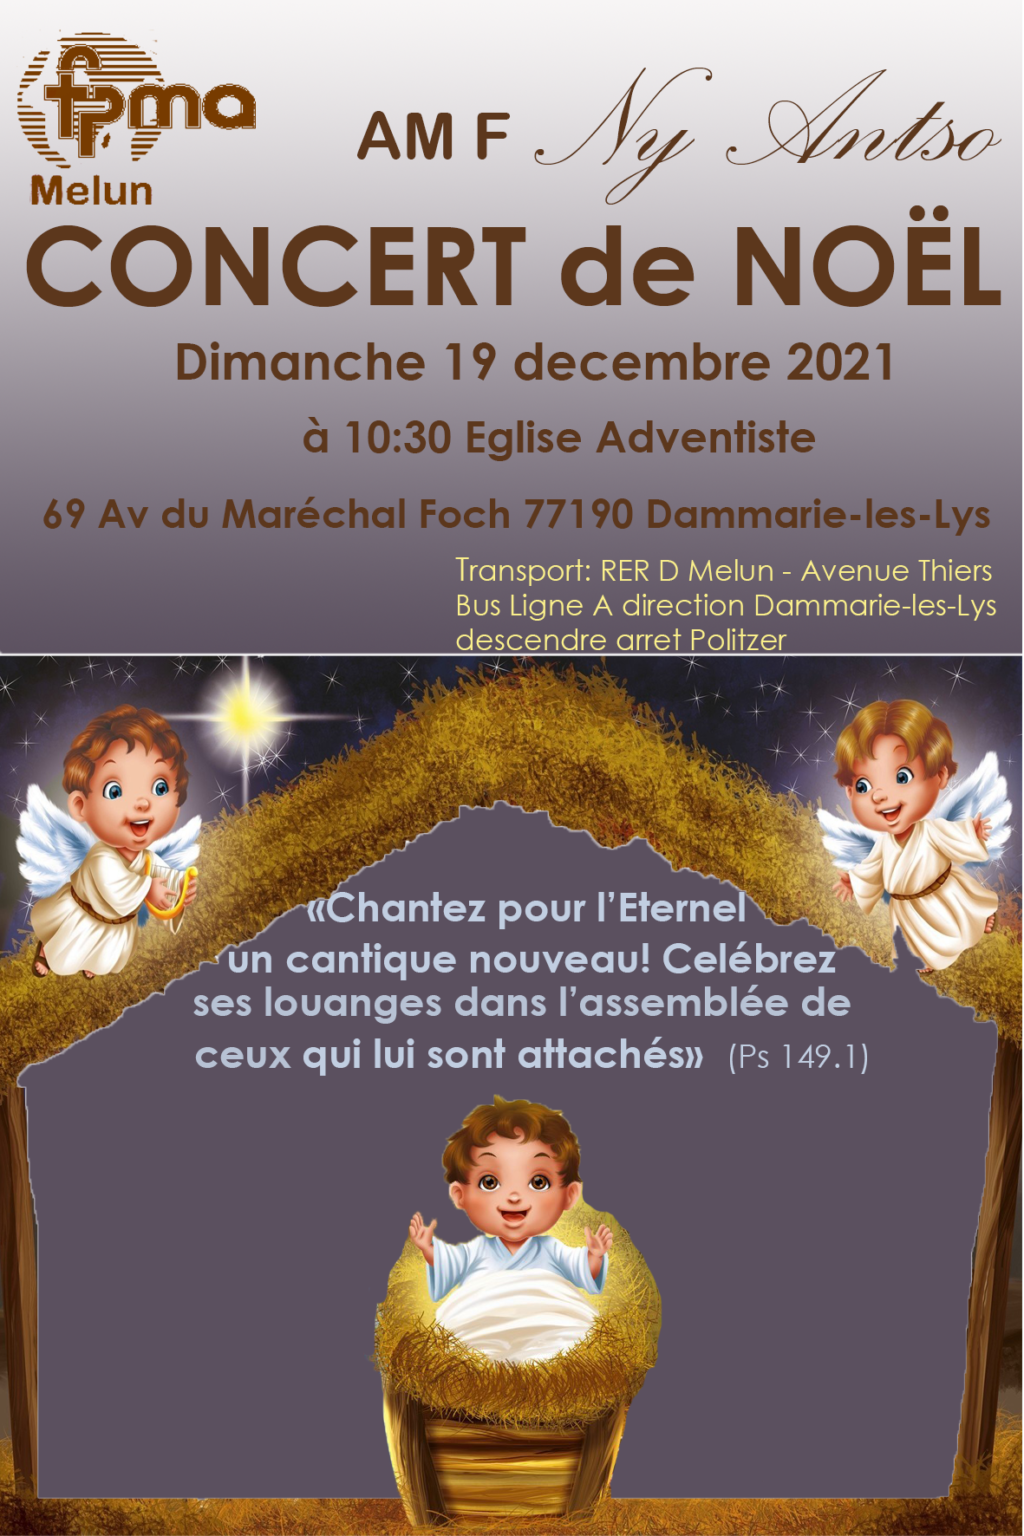 fpma
Melun
AM F Ny Antso
CONCERT de NOËL
Dimanche 19 decembre 2021
à 10:30 Eglise Adventiste
69 Av du Maréchal Foch 77190 Dammarie-les-Lys
Transport: RER D Melun - Avenue Thiers
Bus Ligne A direction Dammarie-les-Lys
descendre arret Politzer
«Chantez pour l’Eternel
un cantique nouveau! Celébrez
ses louanges dans l’assemblée de
ceux qui lui sont attachés» (Ps 149.1)